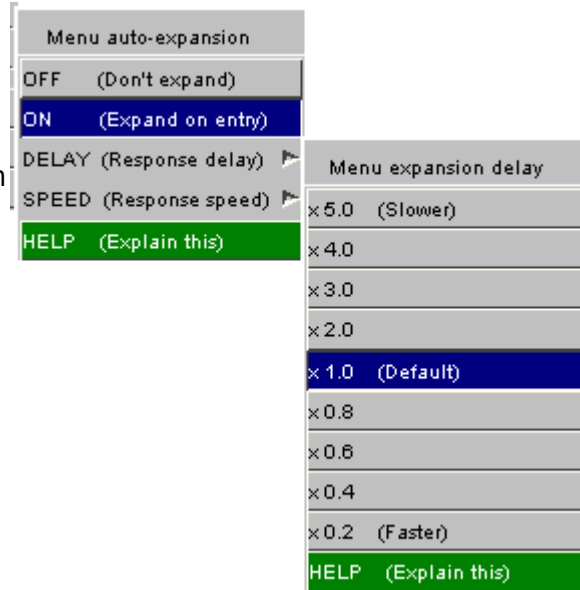 Menu auto-expansion
OFF (Don't expand)
ON (Expand on entry)
DELAY (Response delay)
SPEED (Response speed)
HELP (Explain this)
Menu expansion delay
x 5.0 (Slower)
x 4.0
x 3.0
x 2.0
x 1.0 (Default)
x 0.8
x 0.6
x 0.4
x 0.2 (Faster)
HELP (Explain this)